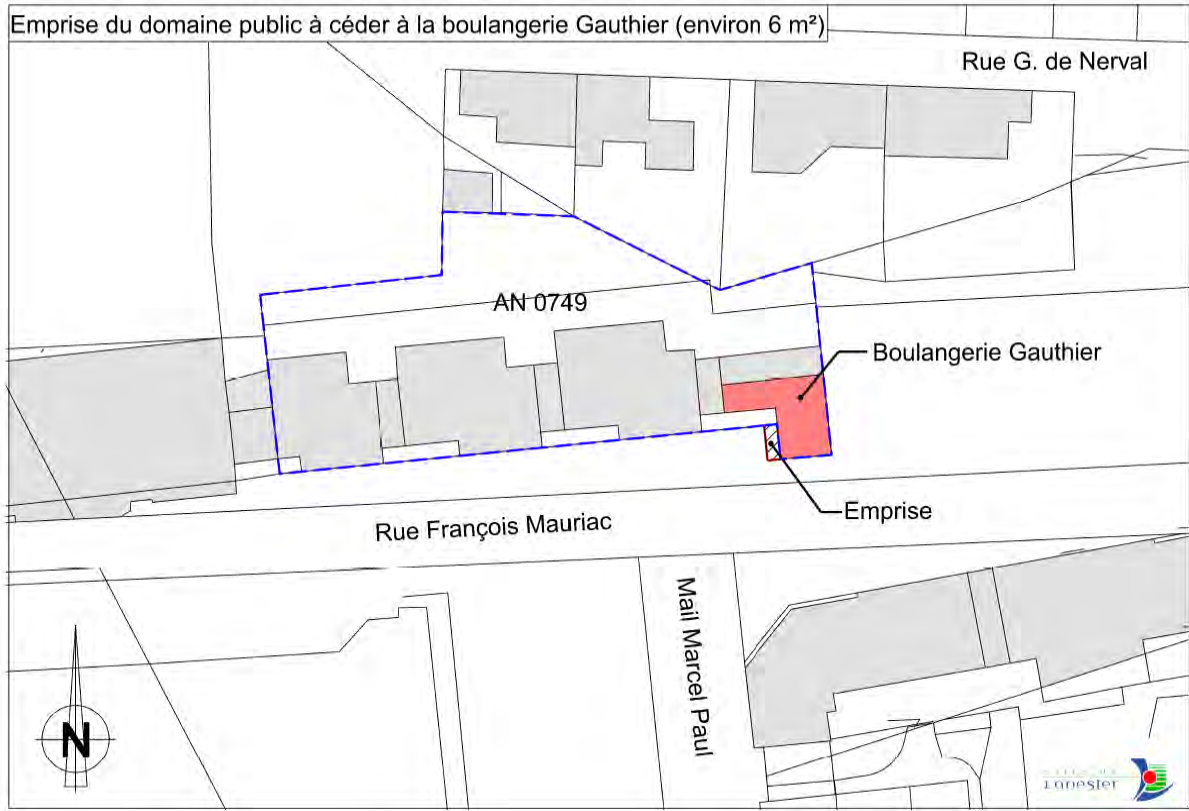 Emprise du domaine public à céder à la boulangerie Gauthier (environ 6 m²)
Rue G. de Nerval
AN 0749
Boulangerie Gauthier
Emprise
Rue François Mauriac
Mail Marcel Paul
N
Lanester